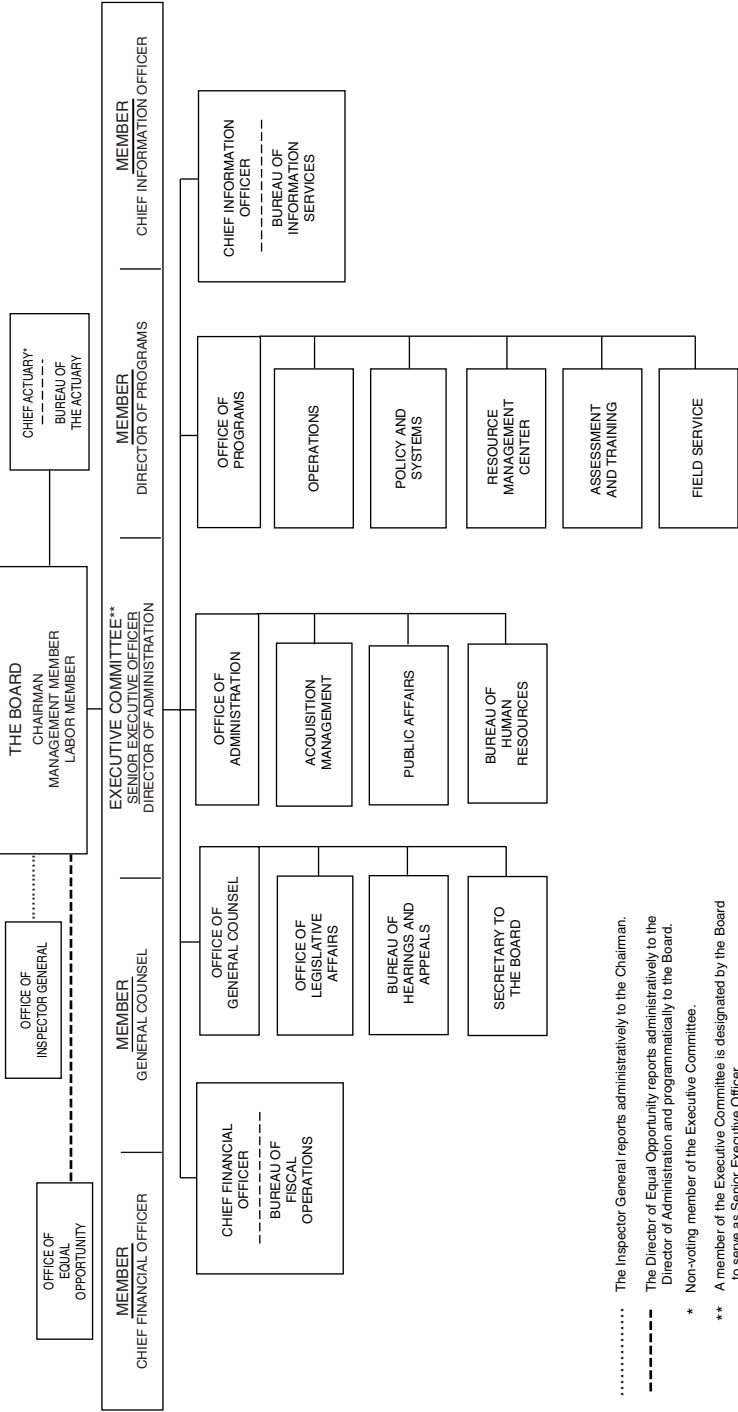 THE BOARD
CHAIRMAN
MANAGEMENT MEMBER
LABOR MEMBER
OFFICE OF
EQUAL
OPPORTUNITY
OFFICE OF
INSPECTOR GENERAL
CHIEF ACTUARY*
BUREAU OF
THE ACTUARY
MEMBER
CHIEF FINANCIAL OFFICER
MEMBER
GENERAL COUNSEL
EXECUTIVE COMMITTEE**
SENIOR EXECUTIVE OFFICER
DIRECTOR OF ADMINISTRATION
MEMBER
DIRECTOR OF PROGRAMS
MEMBER
CHIEF INFORMATION OFFICER
CHIEF FINANCIAL
OFFICER
BUREAU OF
FISCAL
OPERATIONS
OFFICE OF
GENERAL COUNSEL
OFFICE OF
LEGISLATIVE
AFFAIRS
BUREAU OF
HEARINGS AND
APPEALS
SECRETARY TO
THE BOARD
OFFICE OF
ADMINISTRATION
ACQUISITION
MANAGEMENT
PUBLIC AFFAIRS
BUREAU OF
HUMAN
RESOURCES
OFFICE OF
PROGRAMS
OPERATIONS
POLICY AND
SYSTEMS
RESOURCE
MANAGEMENT
CENTER
ASSESSMENT
AND TRAINING
FIELD SERVICE
CHIEF INFORMATION
OFFICER
BUREAU OF
INFORMATION
SERVICES
The Inspector General reports administratively to the Chairman.
The Director of Equal Opportunity reports administratively to the
Director of Administration and programmatically to the Board.
* Non-voting member of the Executive Committee.
** A member of the Executive Committee is designated by the Board
to serve as Senior Executive Officer.